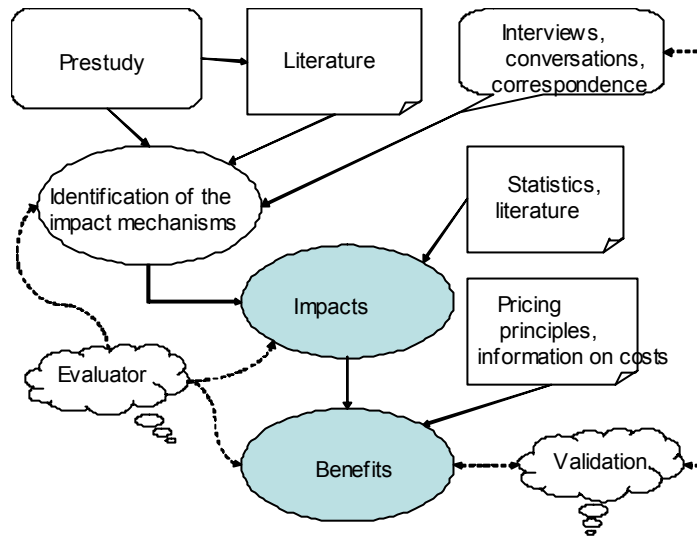 Prestudy
Literature
Interviews,
conversations,
correspondence
Identification of the
impact mechanisms
Statistics,
literature
Impacts
Pricing
principles,
information on costs
Evaluator
Benefits
Validation